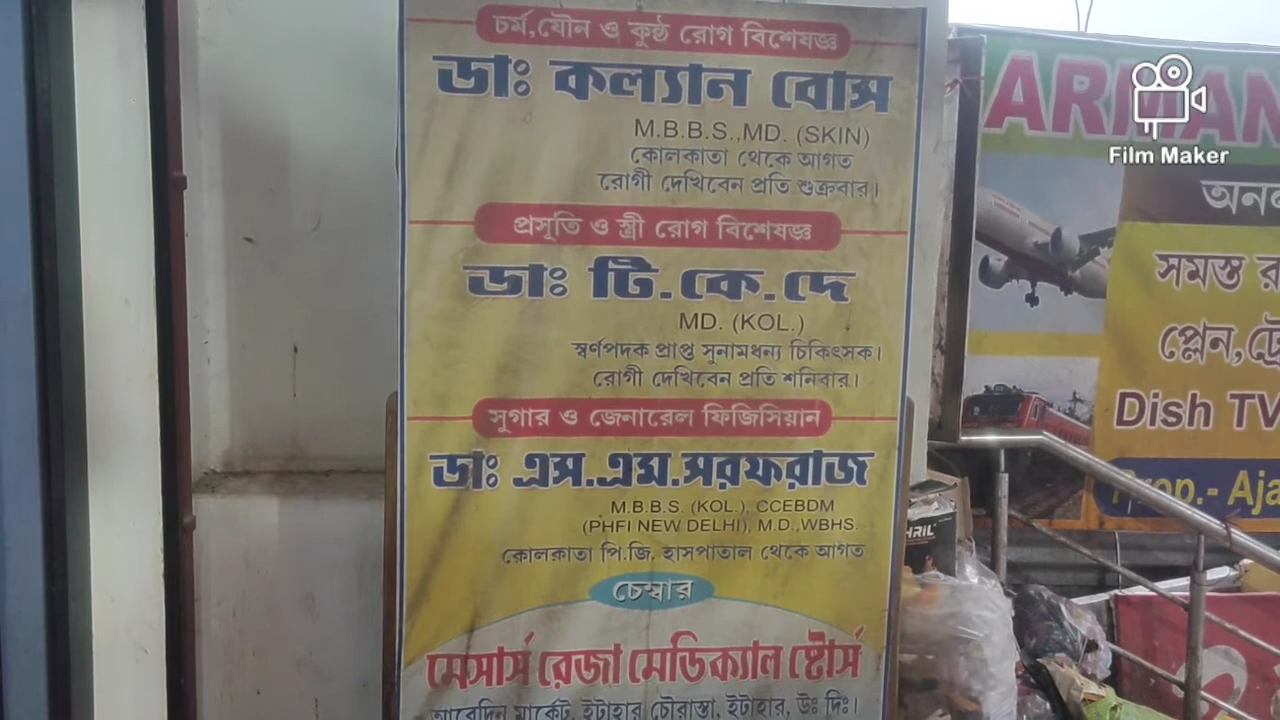 চর্ম,যৌন ও কুষ্ঠ রোগ বিশেষজ্ঞ
ডাঃ কল্যান বোস
M.B.B.S.,MD. (SKIN)
কোলকাতা থেকে আগত
রোগী দেখিবেন প্রতি শুক্রবার।
প্রসূতি ও স্ত্রী রোগ বিশেষজ্ঞ
ডাঃ টি.কে.দে
MD. (KOL.)
স্বর্ণপদক প্রাপ্ত সুনামধন্য চিকিৎসক।
রোগী দেখিবেন প্রতি শনিবার।
সুগার ও জেনারেল ফিজিসিয়ান
ডাঃ এস.এম.সরফরাজ
M.B.B.S. (KOL.), CCEBDM
(PHFI NEW DELHI), M.D.,WBHS.
কোলকাতা পি.জি. হাসপাতাল থেকে আগত
চেম্বার
মেসার্স রেজা মেডিক্যাল ষ্টোর্স
আবেদিন মার্কেট, ইটাহার চৌরাস্তা, ইটাহার, উঃ দিঃ।
ARMAN
Film Maker
সমস্ত
প্লেন,
Dish TV
Prop.- Aja